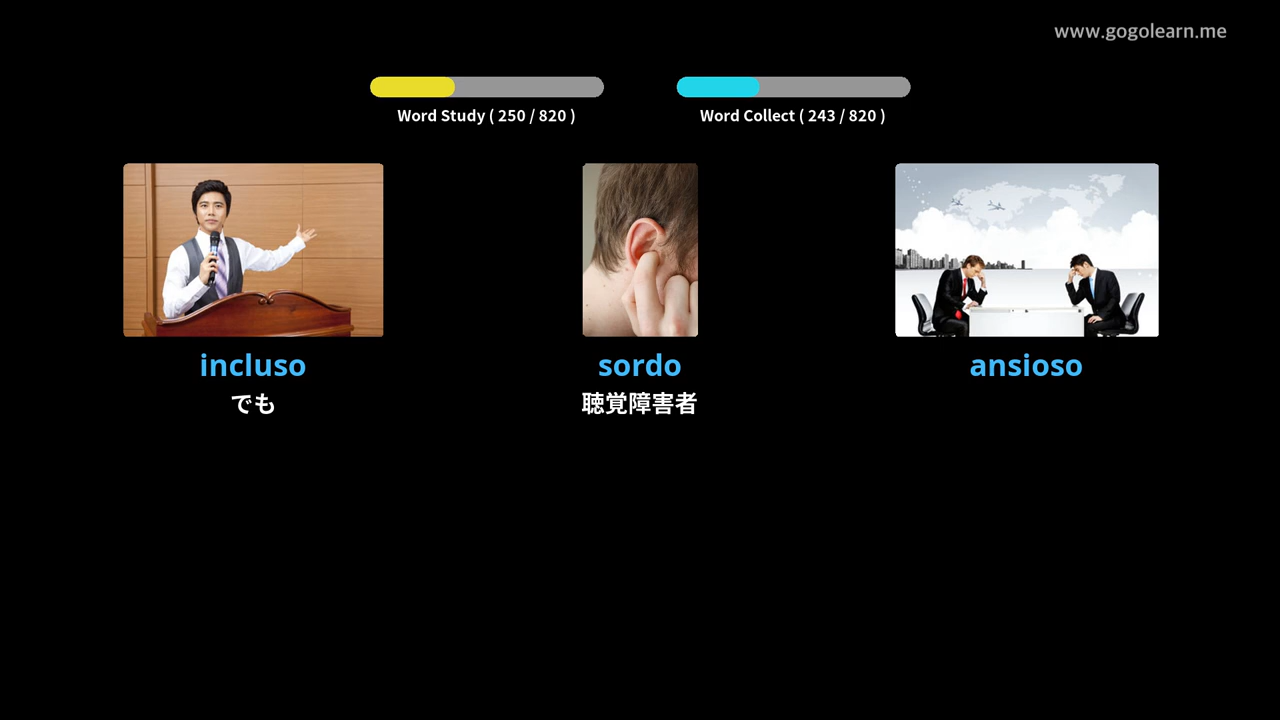 www.gogolearn.me
Word Study ( 250 / 820 )
Word Collect ( 243 / 820 )
incluso
でも
sordo
聴覚障害者
ansioso